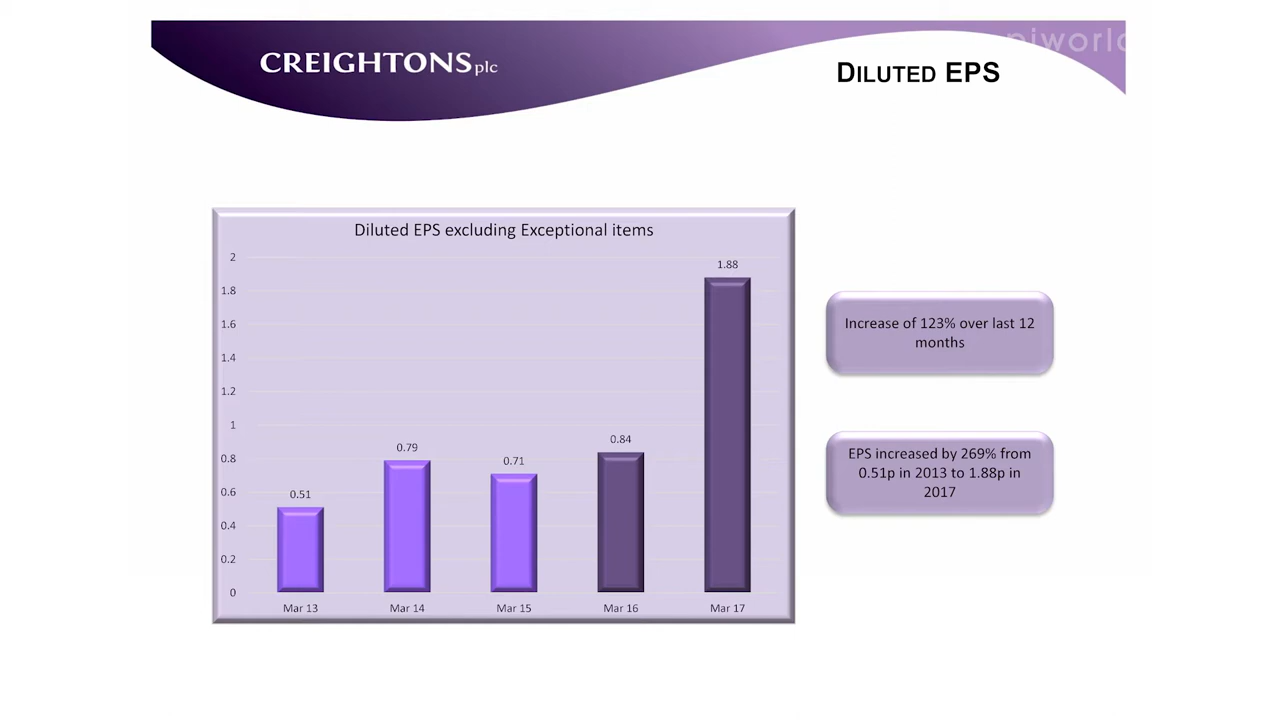 piworld
CREIGHTONS plc
DILUTED EPS
Diluted EPS excluding Exceptional items
2
1.8
1.6
1.4
1.2
1
0.8
0.6
0.4
0.2
0
0.51
0.79
0.71
0.84
1.88
Mar 13
Mar 14
Mar 15
Mar 16
Mar 17
Increase of 123% over last 12
months
EPS increased by 269% from
0.51p in 2013 to 1.88p in
2017